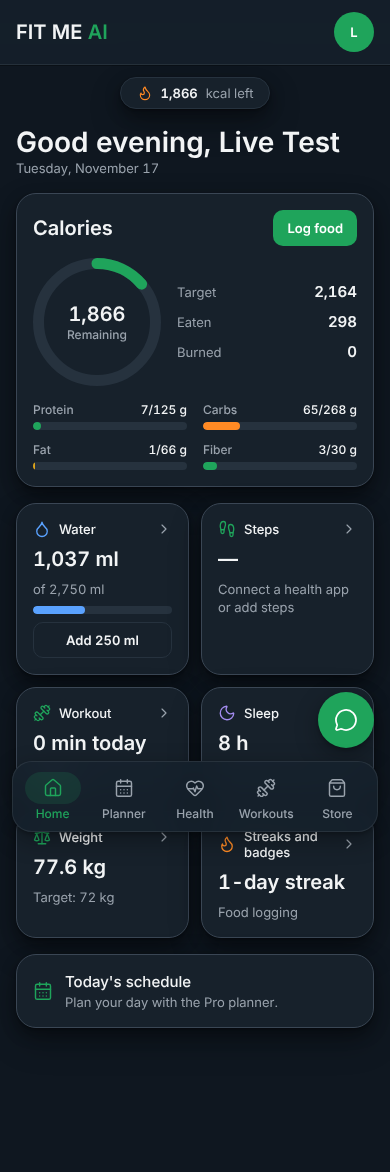 FIT ME AI
L
1,866 kcal left
Good evening, Live Test
Tuesday, November 17
Calories
Log food
1,866
Remaining
Target 2,164
Eaten 298
Burned 0
Protein 7/125 g
Carbs 65/268 g
Fat 1/66 g
Fiber 3/30 g
Water
1,037 ml
of 2,750 ml
Add 250 ml
Steps
—
Connect a health app
or add steps
Workout
0 min today
Sleep
8 h
Home
Planner
Health
Workouts
Store
Weight
77.6 kg
Target: 72 kg
Streaks and
badges
1-day streak
Food logging
Today's schedule
Plan your day with the Pro planner.